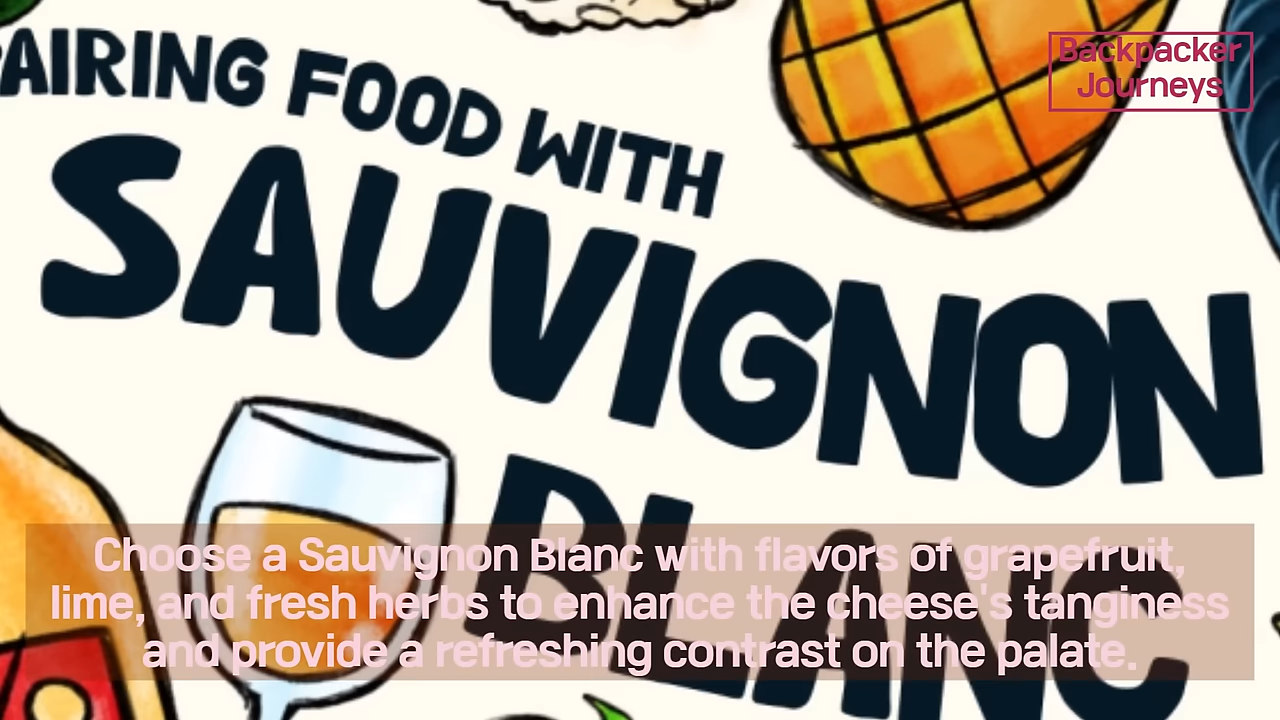 AIRING FOOD WITH
SAUVIGNON
BLANC
Backpacker
Journeys
Choose a Sauvignon Blanc with flavors of grapefruit,
lime, and fresh herbs to enhance the cheese's tanginess
and provide a refreshing contrast on the palate.